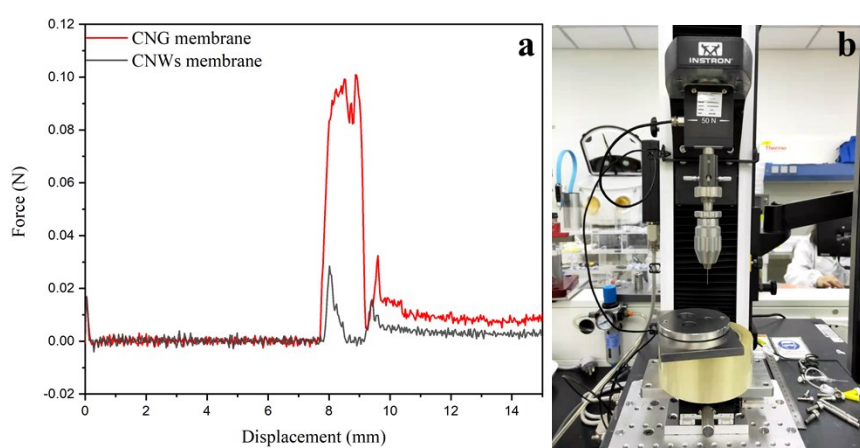 CNG membrane
CNWs membrane
a
0.12
0.10
0.08
0.06
0.04
0.02
0.00
-0.02
Force (N)
0 2 4 6 8 10 12 14
Displacement (mm)
b
INSTRON
50 N
Thermo